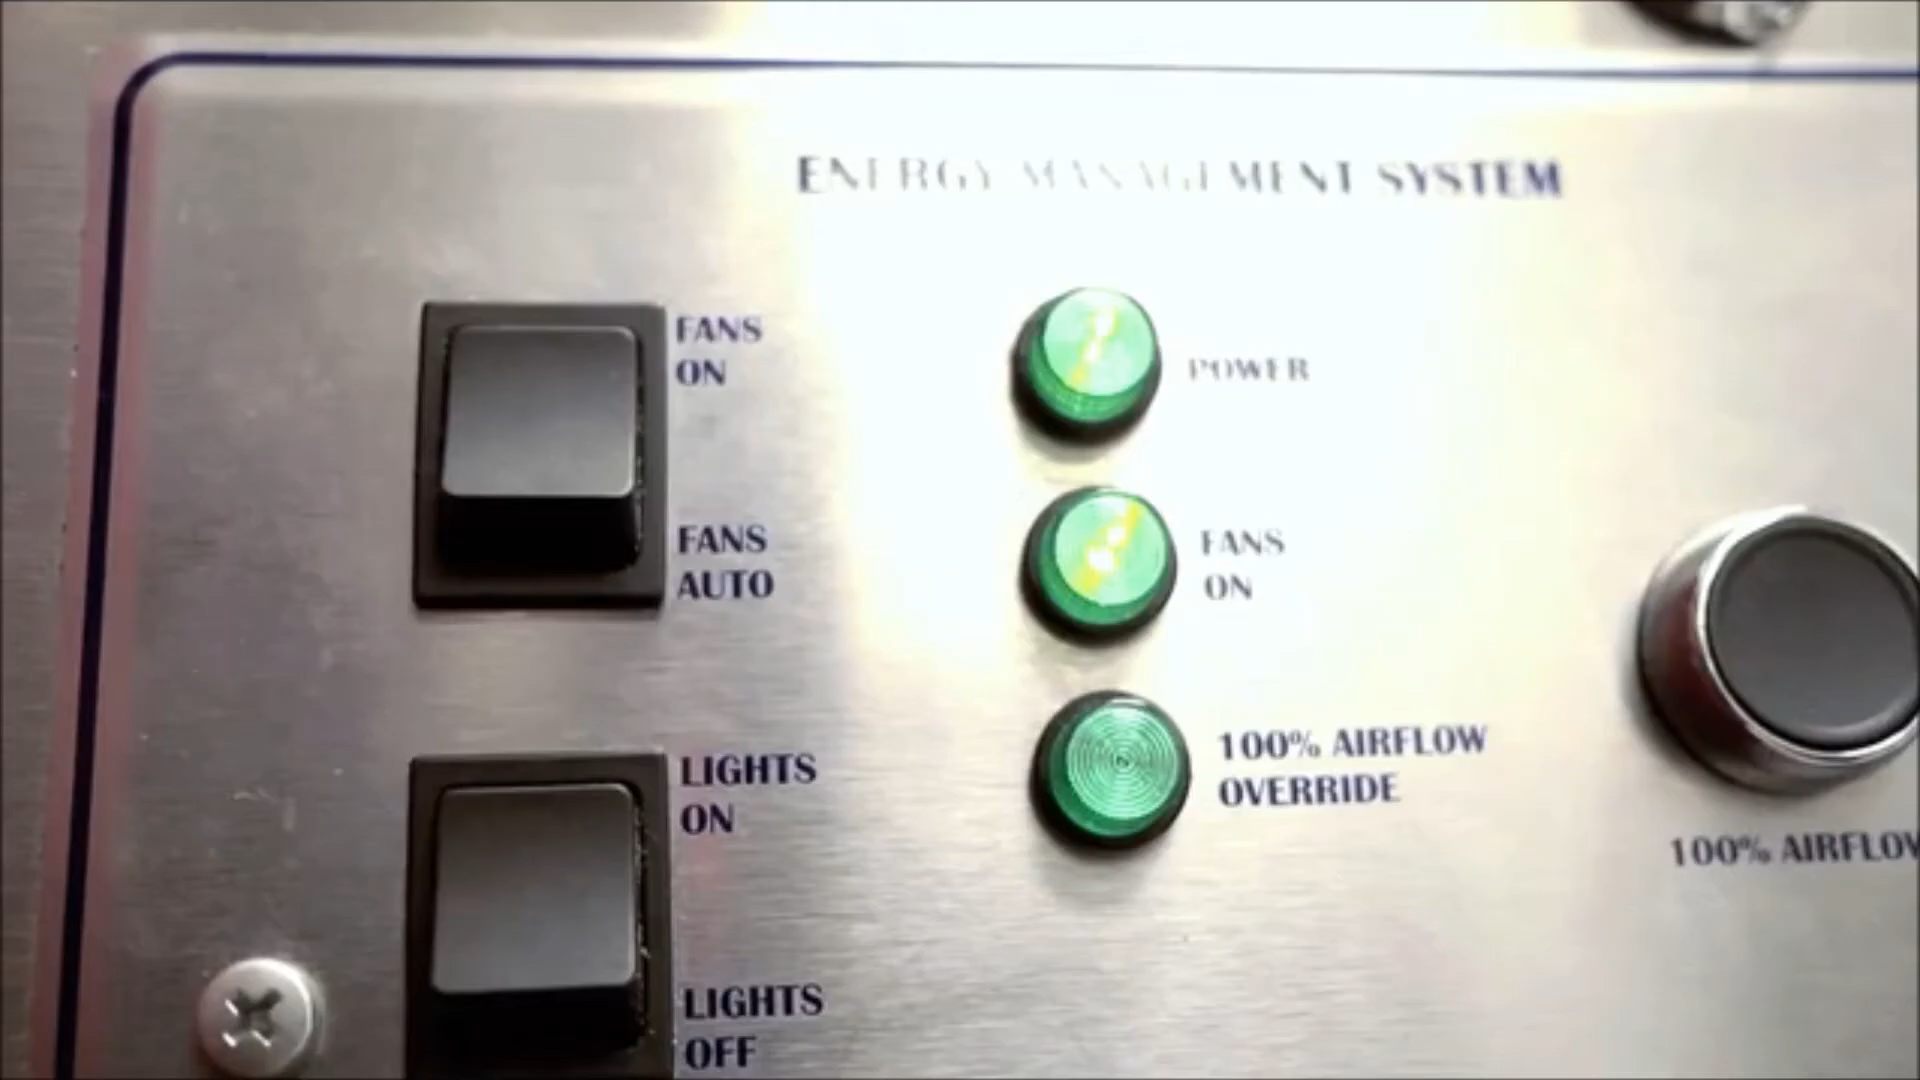 ENERGY MANAGEMENT SYSTEM
FANS
ON
FANS
AUTO
POWER
FANS
ON
LIGHTS
ON
LIGHTS
OFF
100% AIRFLOW
OVERRIDE
100% AIRFLOW